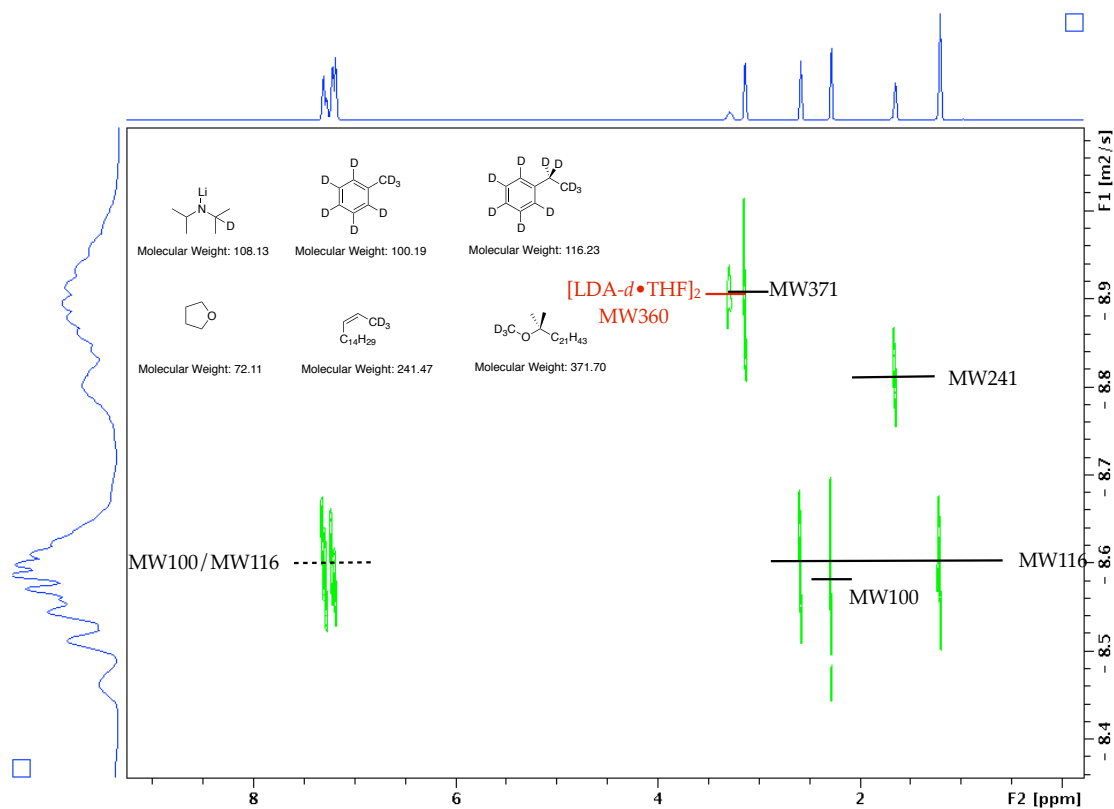 Li
N
D
Molecular Weight: 108.13
D
D
CD3
D
D
D
Molecular Weight: 100.19
D
D
D
D
CD3
D
D
D
Molecular Weight: 116.23
O
Molecular Weight: 72.11
CD3
C14H29
Molecular Weight: 241.47
D3C
O
C21H43
Molecular Weight: 371.70
[LDA-d•THF]2
MW360
MW371
MW241
MW100/MW116
MW116
MW100
F1 [m2/s]
- 8.9
- 8.8
- 8.7
- 8.6
- 8.5
- 8.4
8 6 4 2 F2 [ppm]